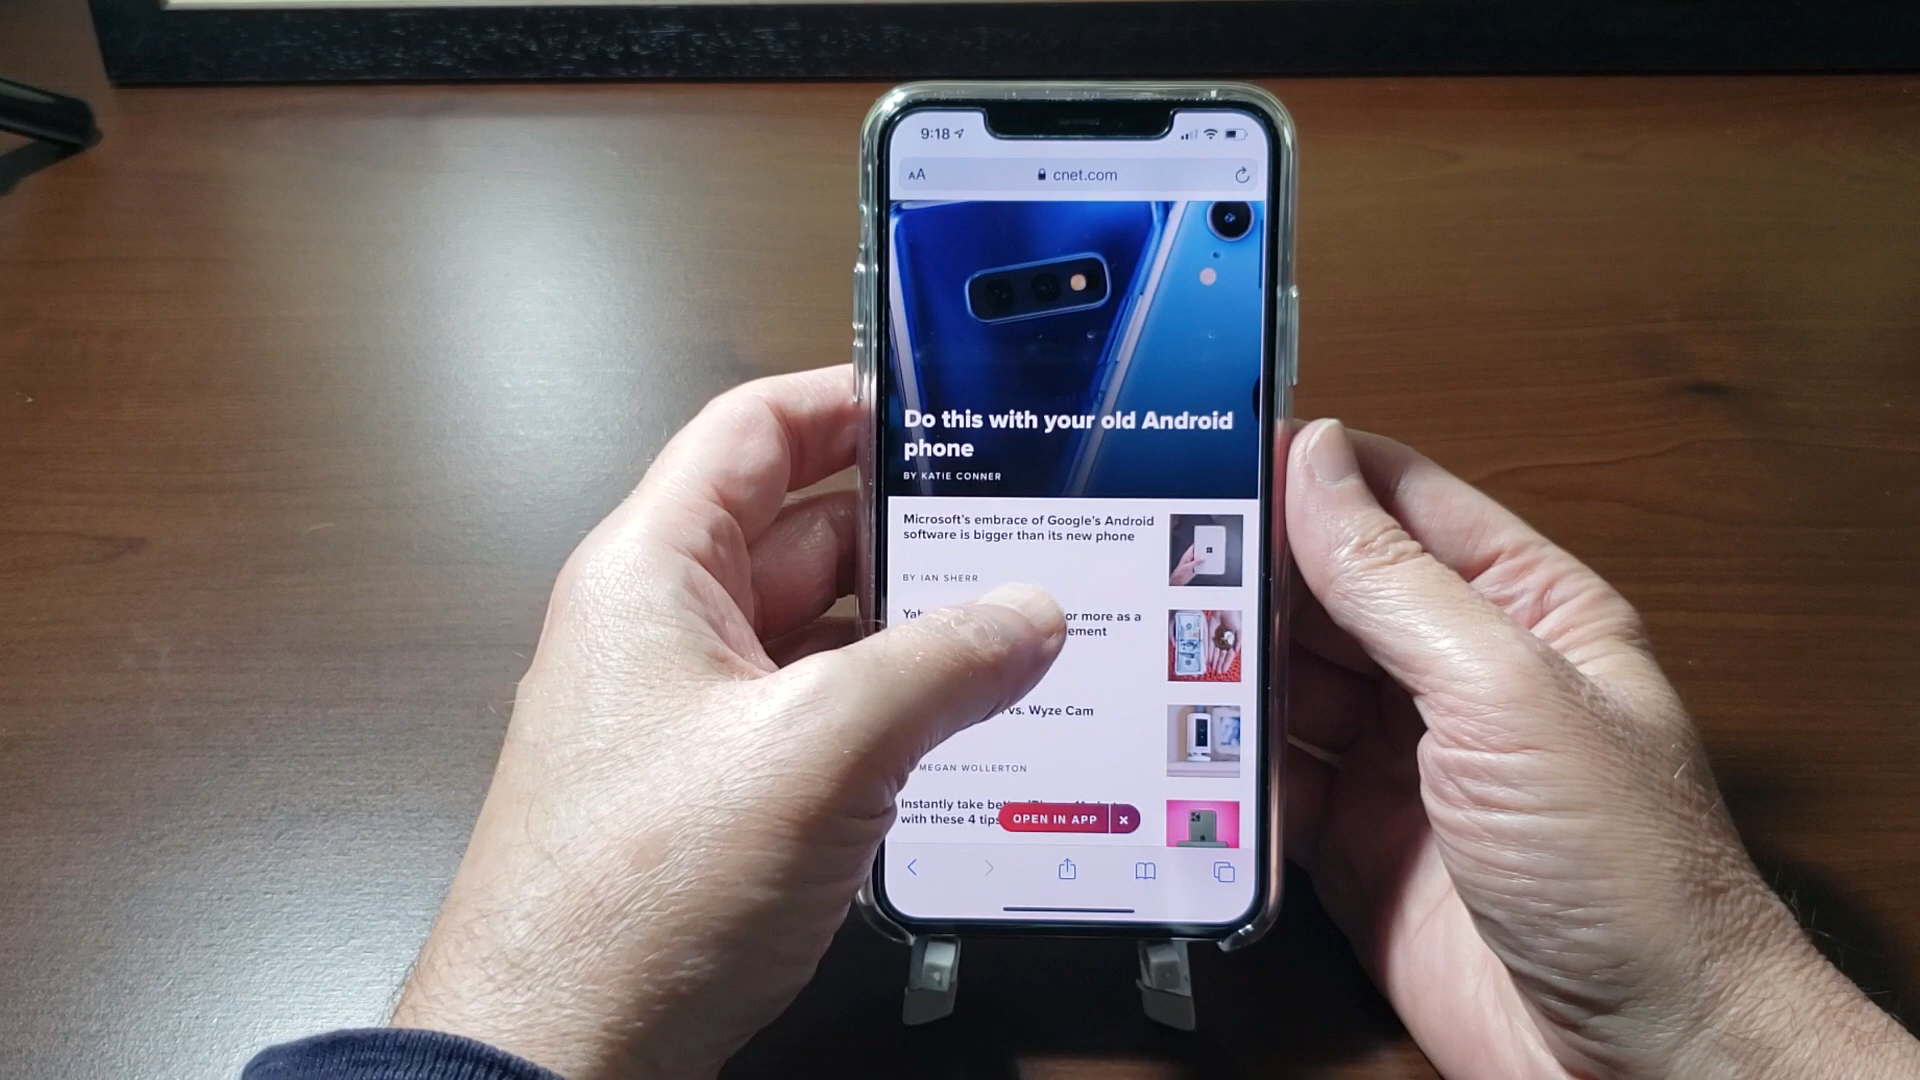 9:18
AA cnet.com
Do this with your old Android
phone
BY KATIE CONNER
Microsoft's embrace of Google's Android
software is bigger than its new phone
BY IAN SHERR
or more as a
vs. Wyze Cam
MEGAN WOLLERTON
Instantly take
with these 4 tips
OPEN IN APP x